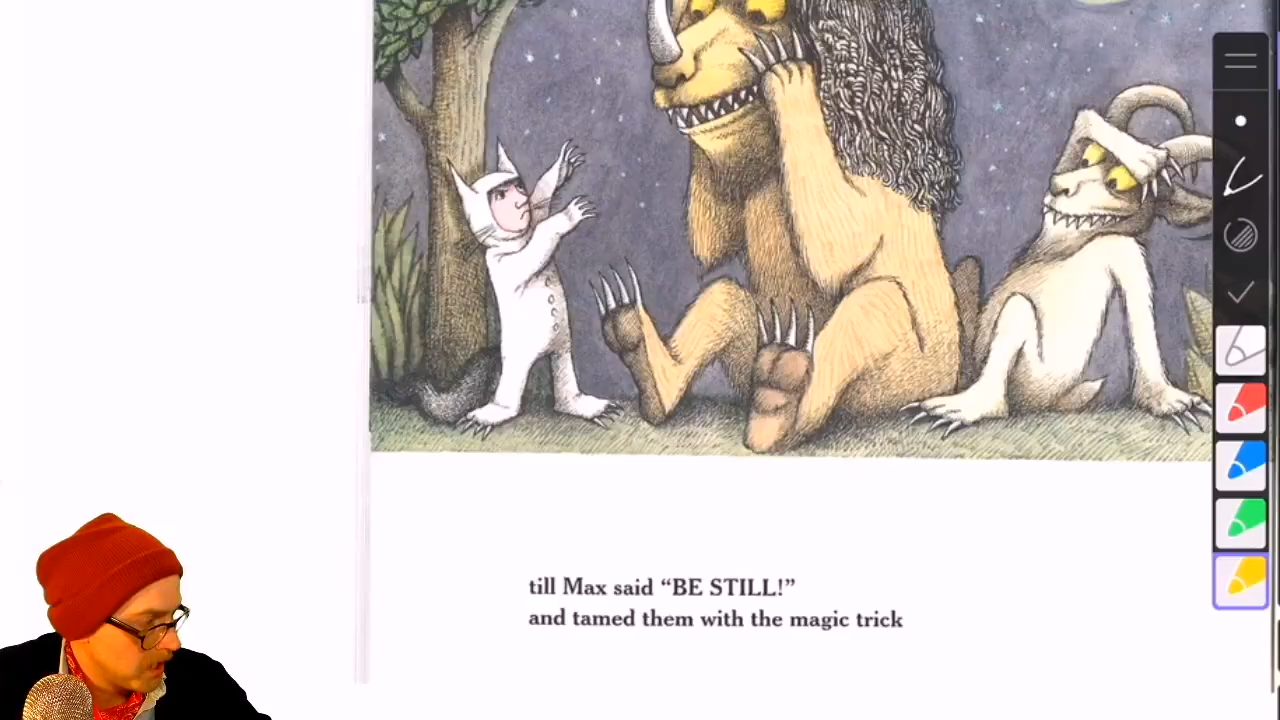 till Max said “BE STILL!”
and tamed them with the magic trick